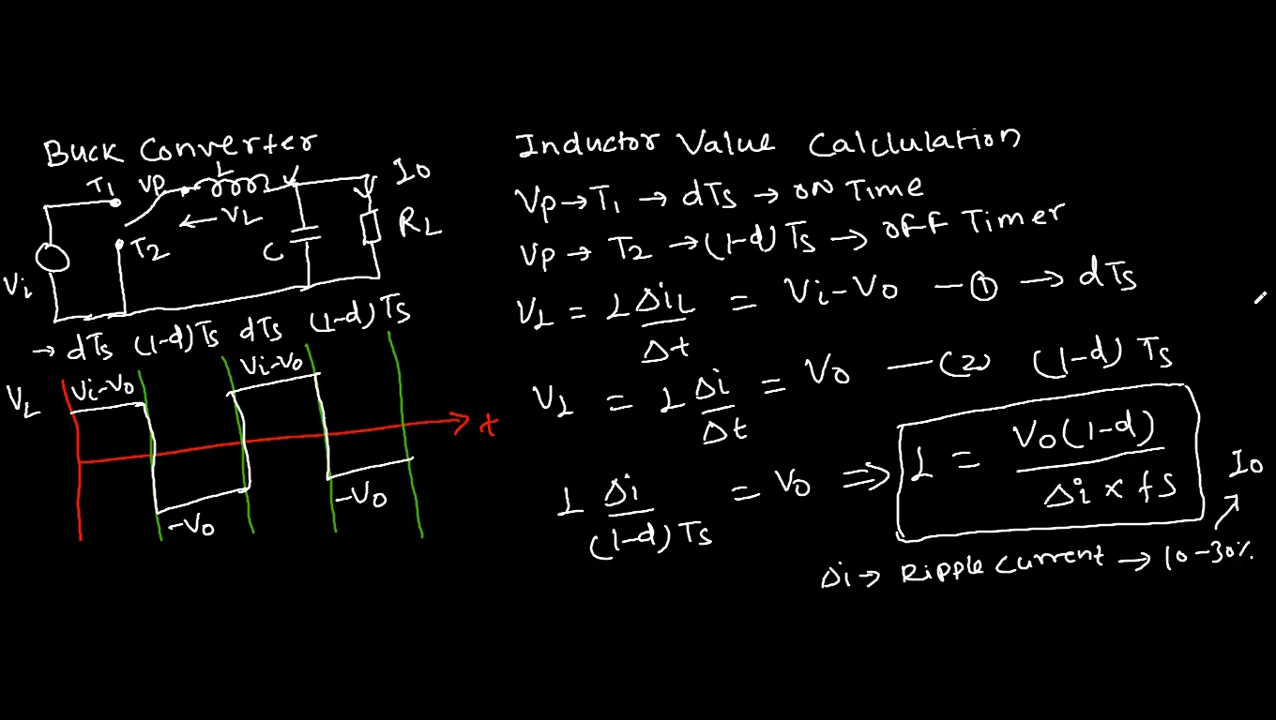 Buck Converter
T1 Vp L Io
← VL
Vi T2 C RL
→ dTs (1-d)Ts dTs (1-d)Ts
VL Vi-Vo Vi-Vo
t
-Vo -Vo
Inductor Value Calclulation
Vp → T1 → dTs → ON Time
Vp → T2 → (1-d)Ts → OFF Timer
VL = L ΔiL / Δt = Vi-Vo - ① → dTs
VL = L Δi / Δt = Vo - (2) (1-d) Ts
L Δi / (1-d)Ts = Vo ⇒ L = Vo(1-d) / Δi × fs
Io
Δi → Ripple current → 10-30%